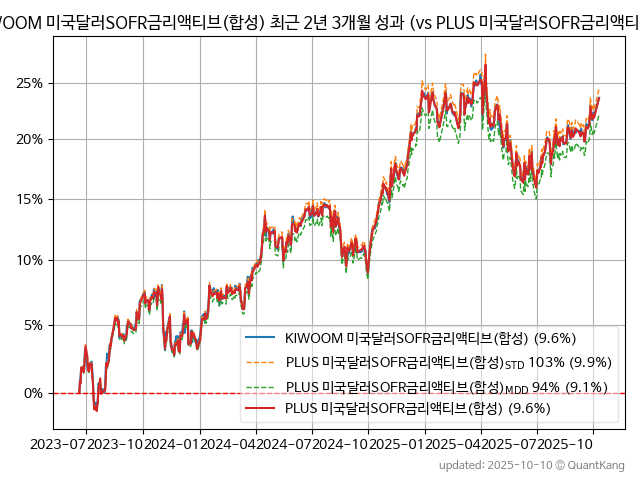 WOOM 미국달러SOFR금리액티브(합성) 최근 2년 3개월 성과 (vs PLUS 미국달러SOFR금리액티
25%
20%
15%
10%
5%
0%
KIWOOM 미국달러SOFR금리액티브(합성) (9.6%)
PLUS 미국달러SOFR금리액티브(합성)STD 103% (9.9%)
PLUS 미국달러SOFR금리액티브(합성)MDD 94% (9.1%)
PLUS 미국달러SOFR금리액티브(합성) (9.6%)
2023-07 2023-10 2024-01 2024-04 2024-07 2024-10 2025-01 2025-04 2025-07 2025-10
updated: 2025-10-10 © QuantKang